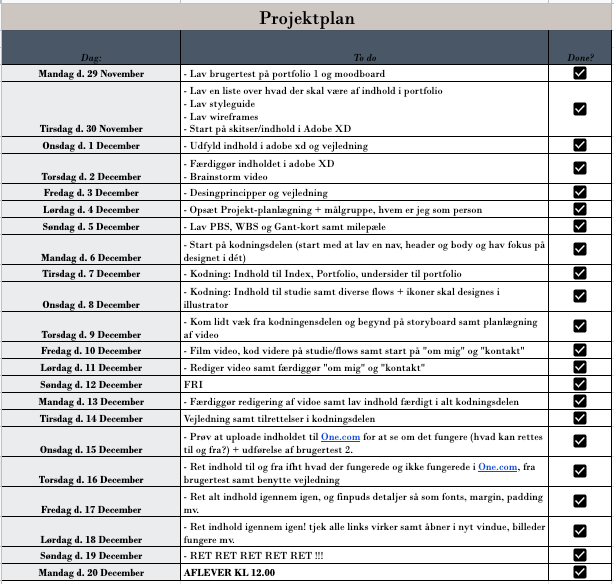 Projektplan
Dag: To do Done?
Mandag d. 29 November - Lav brugertest på portfolio 1 og moodboard
- Lav en liste over hvad der skal være af indhold i portfolio
- Lav styleguide
- Lav wireframes
Tirsdag d. 30 November - Start på skitser/indhold i Adobe XD
Onsdag d. 1 December - Udfyld indhold i adobe xd og vejledning
- Færdiggør indholdet i adobe XD
Torsdag d. 2 December - Brainstorm video
Fredag d. 3 December - Desingprincipper og vejledning
Lørdag d. 4 December - Opsæt Projekt-planlægning + målgruppe, hvem er jeg som person
Søndag d. 5 December - Lav PBS, WBS og Gant-kort samt milepæle
- Start på kodningsdelen (start med at lav en nav, header og body og hav fokus på
Mandag d. 6 December designet i dét)
Tirsdag d. 7 December - Kodning: Indhold til Index, Portfolio, undersider til portfolio
- Kodning: Indhold til studie samt diverse flows + ikoner skal designes i
Onsdag d. 8 December illustrator
- Kom lidt væk fra kodningensdelen og begynd på storyboard samt planlægning
Torsdag d. 9 December af video
Fredag d. 10 December - Film video, kod videre på studie/flows samt start på "om mig" og "kontakt"
Lørdag d. 11 December - Rediger video samt færdiggør "om mig" og "kontakt"
Søndag d. 12 December FRI
Mandag d. 13 December - Færdiggør redigering af vidoe samt lav indhold færdigt i alt kodningsdelen
Tirsdag d. 14 December Vejledning samt tilrettelser i kodningsdelen
- Prøv at uploade indholdet til One.com for at se om det fungere (hvad kan rettes
Onsdag d. 15 December til og fra?) + udførelse af brugertest 2.
- Ret indhold til og fra ifht hvad der fungerede og ikke fungerede i One.com, fra
Torsdag d. 16 December brugertest samt benytte vejledning
- Ret alt indhold igennem igen, og finpuds detaljer så som fonts, margin, padding
Fredag d. 17 December mv.
- Ret indhold igennem igen! tjek alle links virker samt åbner i nyt vindue, billeder
Lørdag d. 18 December fungere mv.
Søndag d. 19 December - RET RET RET RET RET !!!
Mandag d. 20 December AFLEVER KL 12.00